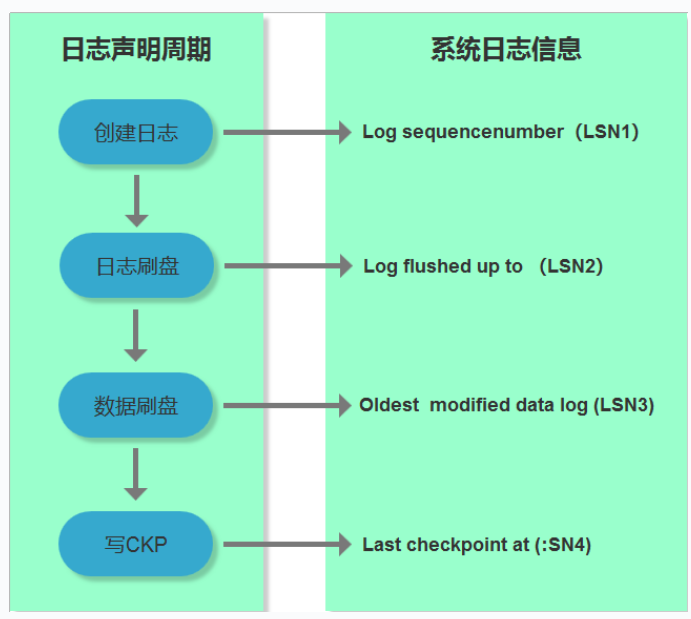 日志声明周期
系统日志信息
创建日志
Log sequencenumber（LSN1）
日志刷盘
Log flushed up to （LSN2）
数据刷盘
Oldest modified data log (LSN3)
写CKP
Last checkpoint at (:SN4)